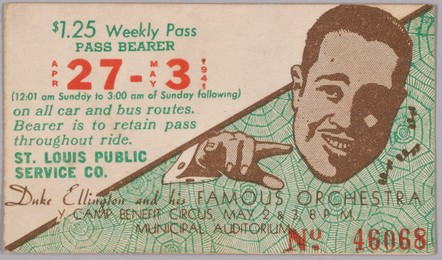 $1.25 Weekly Pass
PASS BEARER
APR 27 - MAY 3 1941
(12:01 am Sunday to 3:00 am of Sunday following)
on all car and bus routes.
Bearer is to retain pass
throughout ride.
ST. LOUIS PUBLIC
SERVICE CO.
Duke Ellington and his FAMOUS ORCHESTRA
Y CAMP BENEFIT CIRCUS, MAY 2 & 3, 8 P.M.
MUNICIPAL AUDITORIUM
No 46068